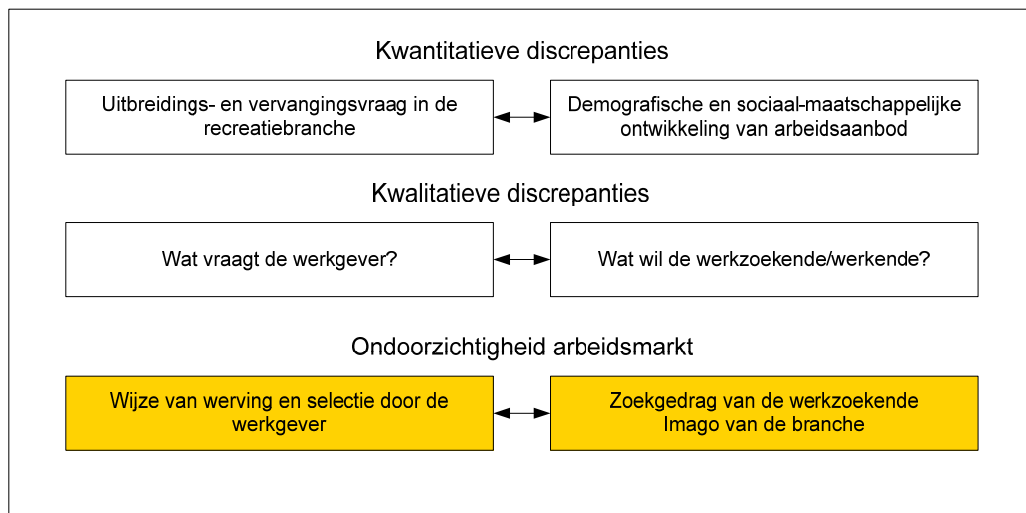 Kwantitatieve discrepanties
Uitbreidings- en vervangingsvraag in de
recreatiebranche
Demografische en sociaal-maatschappelijke
ontwikkeling van arbeidsaanbod
Kwalitatieve discrepanties
Wat vraagt de werkgever?
Wat wil de werkzoekende/werkende?
Ondoorzichtigheid arbeidsmarkt
Wijze van werving en selectie door de
werkgever
Zoekgedrag van de werkzoekende
Imago van de branche